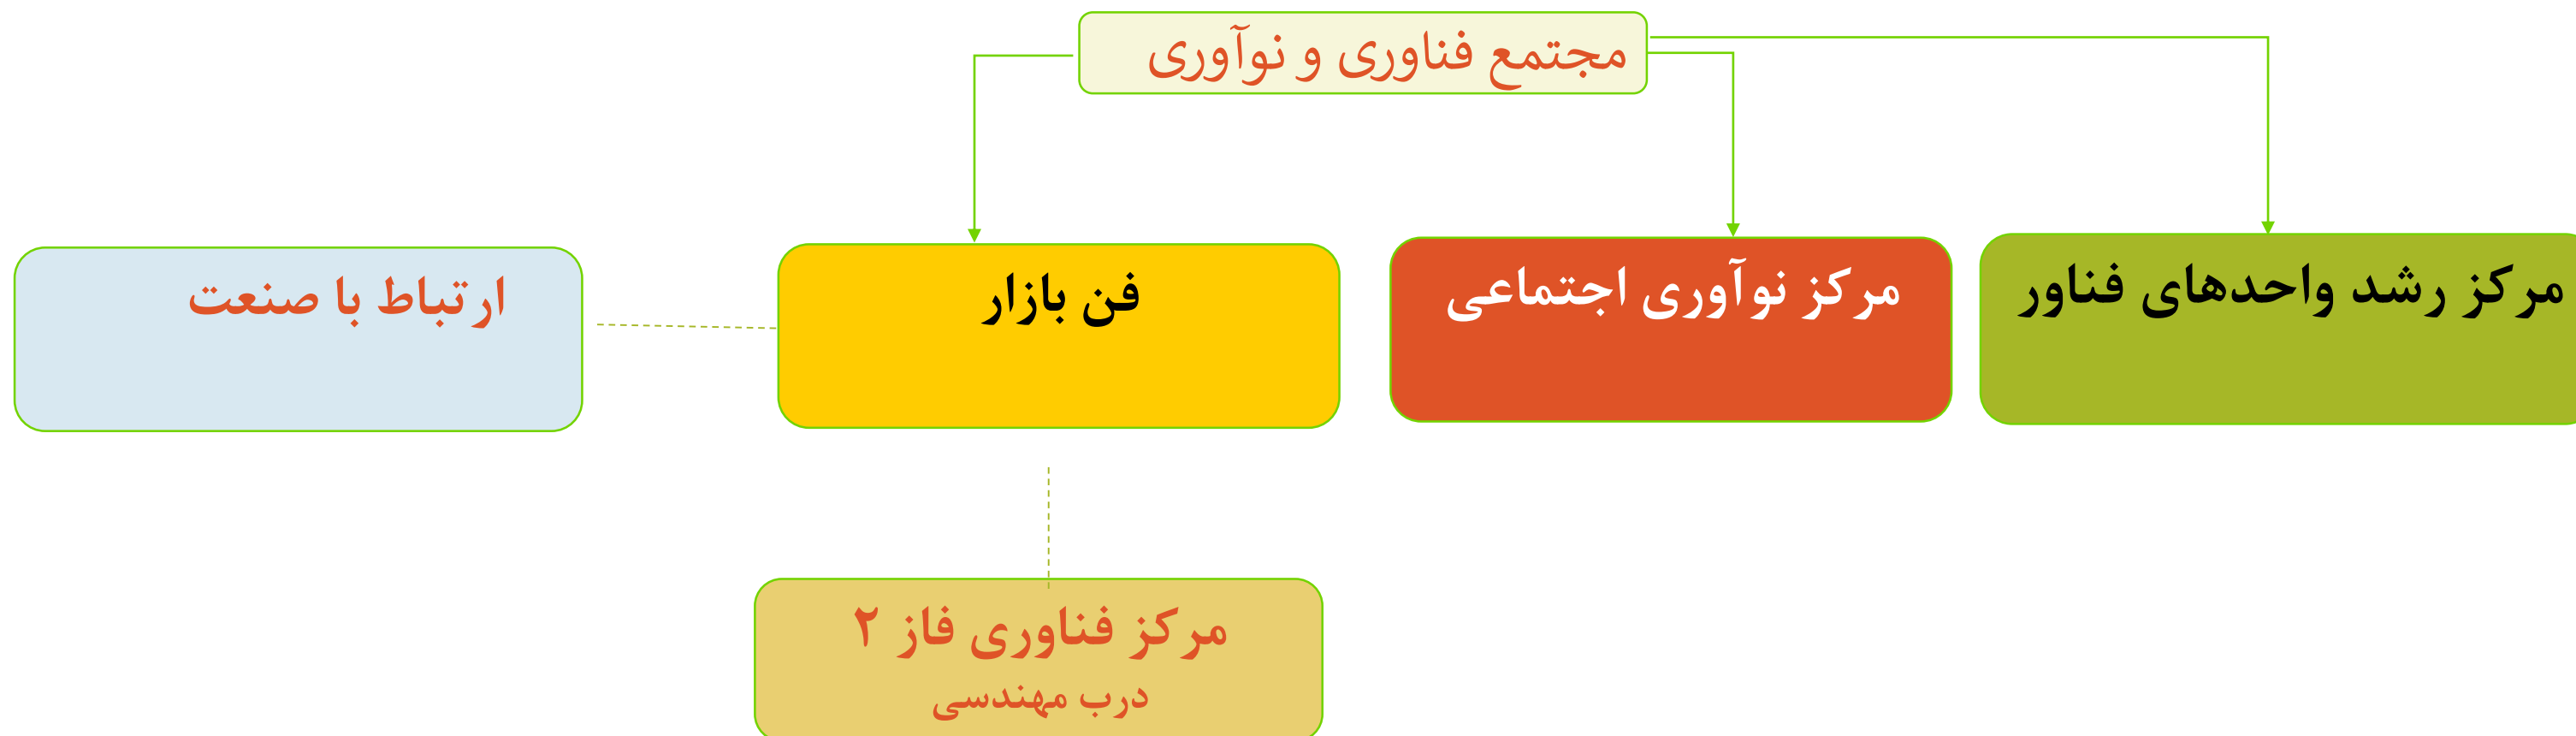 مجتمع فناوری و نوآوری
مرکز رشد واحدهای فناور
مرکز نوآوری اجتماعی
فن بازار
ارتباط با صنعت
مرکز فناوری فاز ۲
درب مهندسی